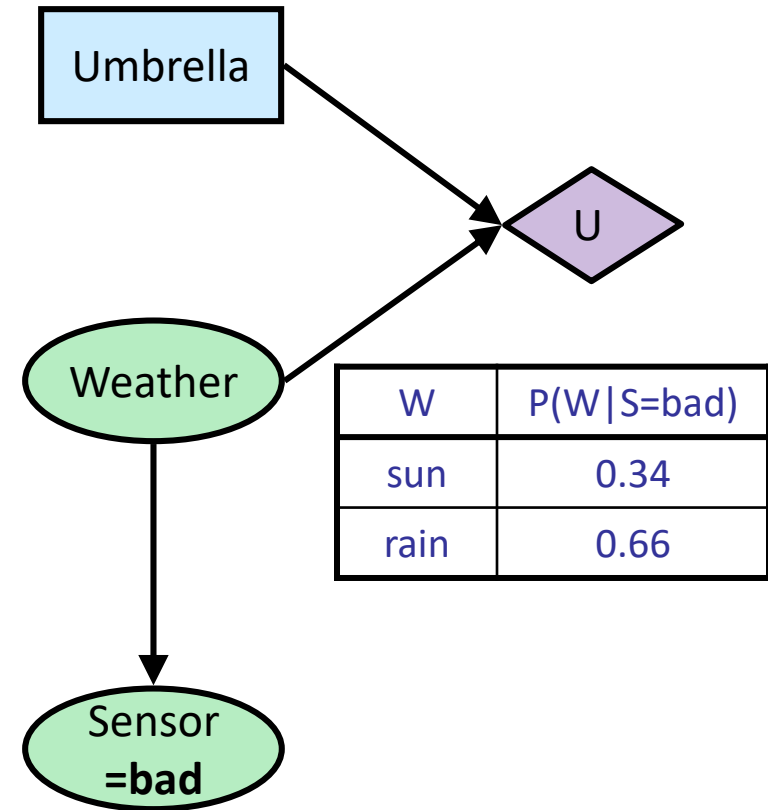 Umbrella
U
Weather
W P(W|S=bad)
sun 0.34
rain 0.66
Sensor
=bad